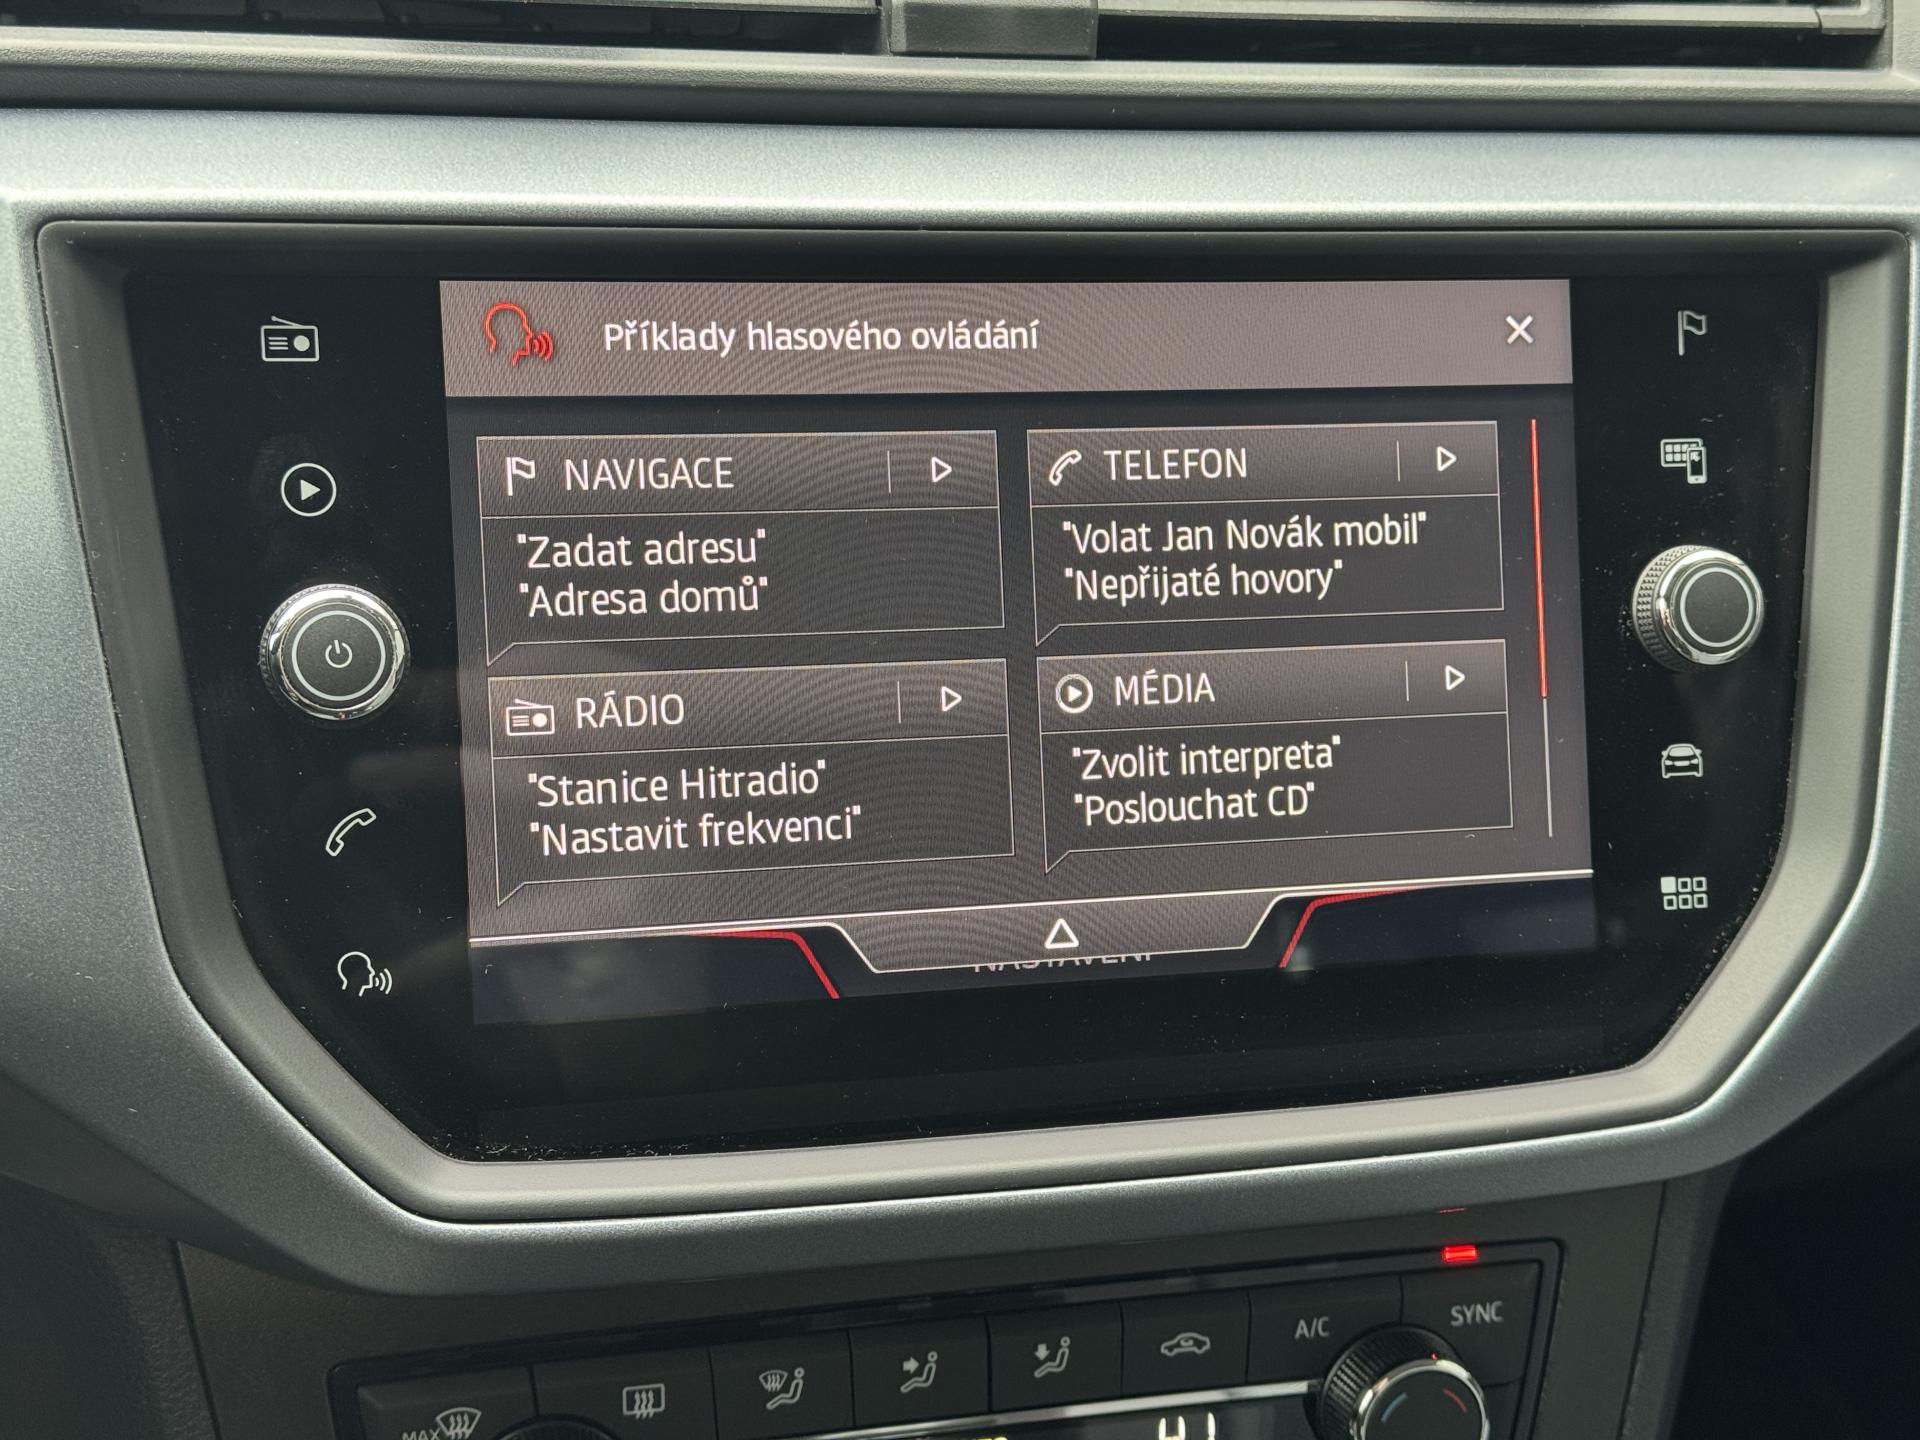 Příklady hlasového ovládání
NAVIGACE
"Zadat adresu"
"Adresa domů"
TELEFON
"Volat Jan Novák mobil"
"Nepřijaté hovory"
RÁDIO
"Stanice Hitradio"
"Nastavit frekvenci"
MÉDIA
"Zvolit interpreta"
"Poslouchat CD"
NASTAVENÍ
A/C
SYNC
MAX